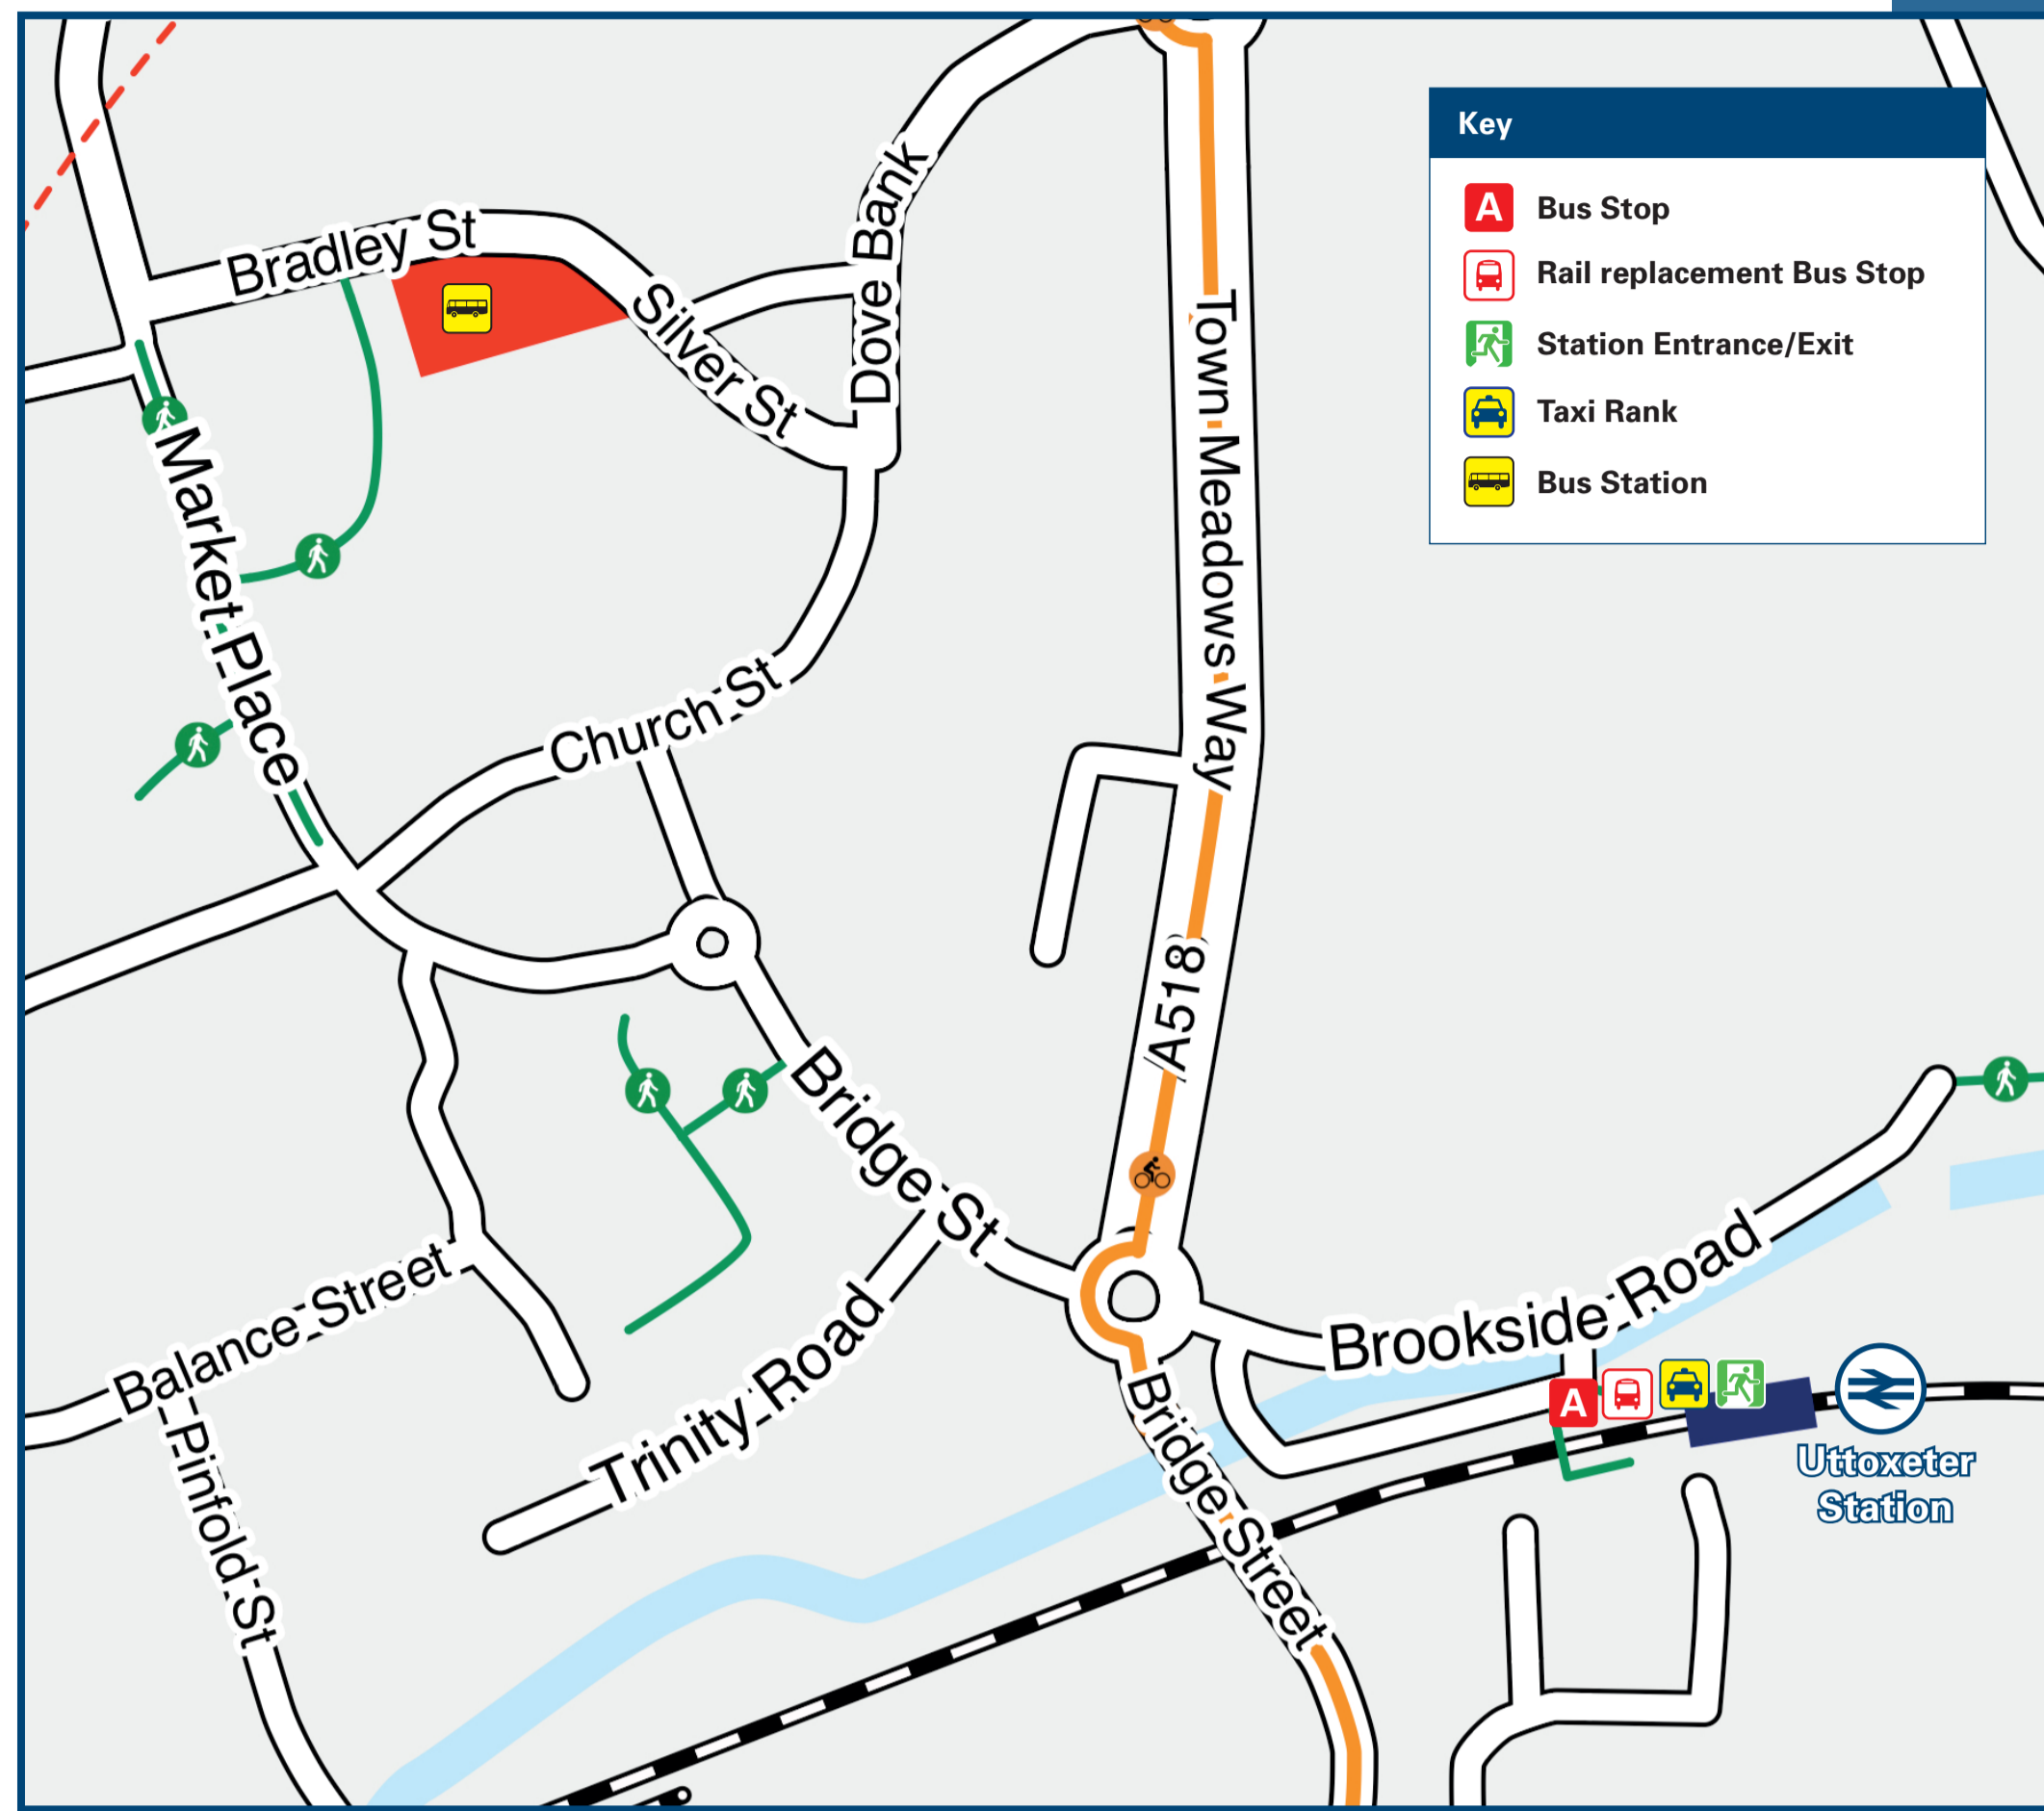 Key
A Bus Stop
Rail replacement Bus Stop
Station Entrance/Exit
Taxi Rank
Bus Station
Bradley St
Silver St
Dove Bank
Town Meadows Way
Market Place
Church St
A518
Bridge St
Brookside Road
Balance Street
Trinity Road
Pinfold St
Bridge Street
A
Uttoxeter
Station